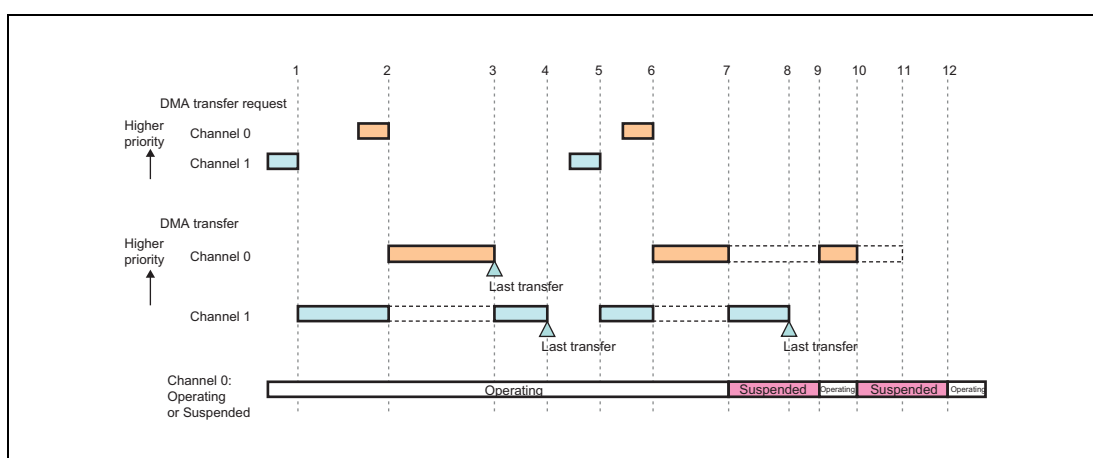 1 2 3 4 5 6 7 8 9 10 11 12
DMA transfer request
Higher
priority
Channel 0
Channel 1
DMA transfer
Higher
priority
Channel 0
Last transfer
Channel 1
Last transfer
Last transfer
Channel 0:
Operating
or Suspended
Operating
Suspended
Operating
Suspended
Operating